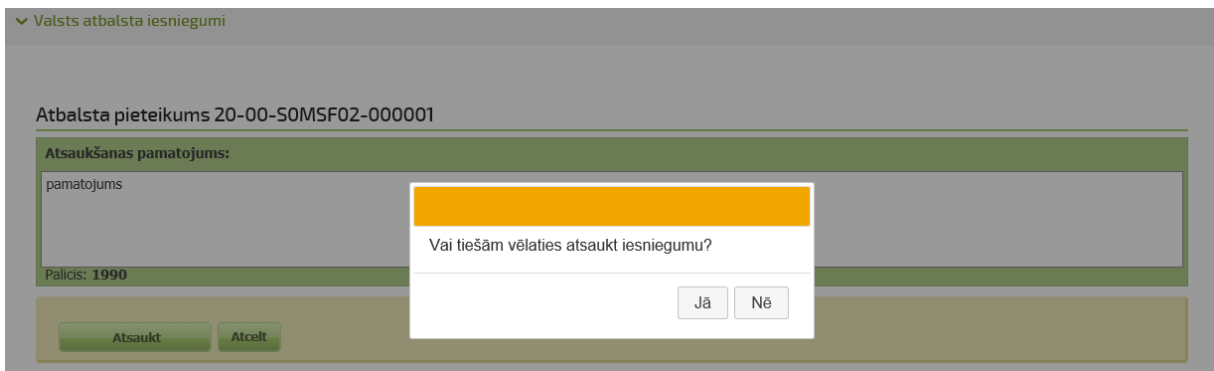 Valsts atbalsta iesniegumi
Atbalsta pieteikums 20-00-S0MSF02-000001
Atsaukšanas pamatojums:
pamatojums
Vai tiešām vēlaties atsaukt iesniegumu?
Palicis: 1990
Jā Nē
Atsaukt Atcelt